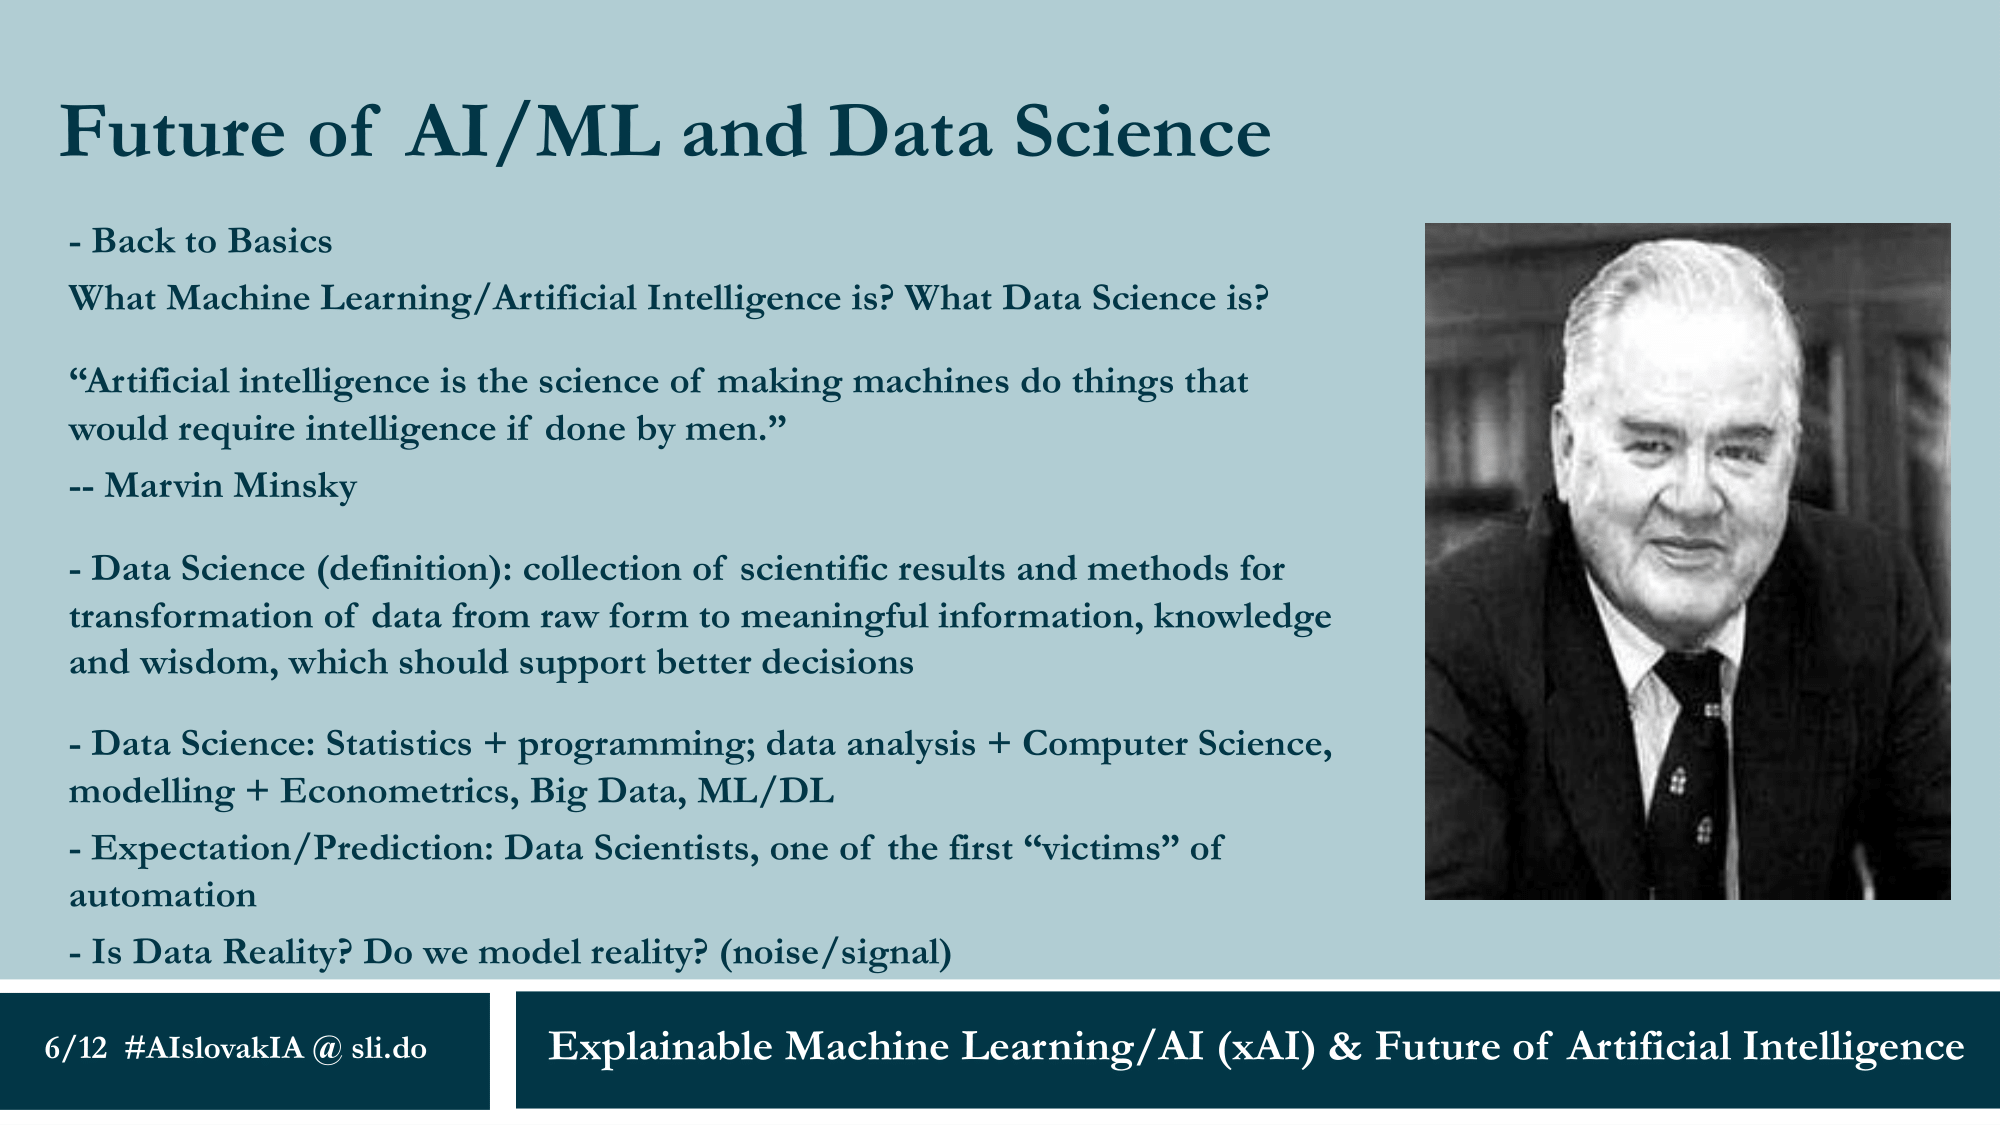 Future of AI/ML and Data Science
- Back to Basics
What Machine Learning/Artificial Intelligence is? What Data Science is?
“Artificial intelligence is the science of making machines do things that
would require intelligence if done by men.”
-- Marvin Minsky
- Data Science (definition): collection of scientific results and methods for
transformation of data from raw form to meaningful information, knowledge
and wisdom, which should support better decisions
- Data Science: Statistics + programming; data analysis + Computer Science,
modelling + Econometrics, Big Data, ML/DL
- Expectation/Prediction: Data Scientists, one of the first “victims” of
automation
- Is Data Reality? Do we model reality? (noise/signal)
6/12 #AIslovakIA @ sli.do
Explainable Machine Learning/AI (xAI) & Future of Artificial Intelligence